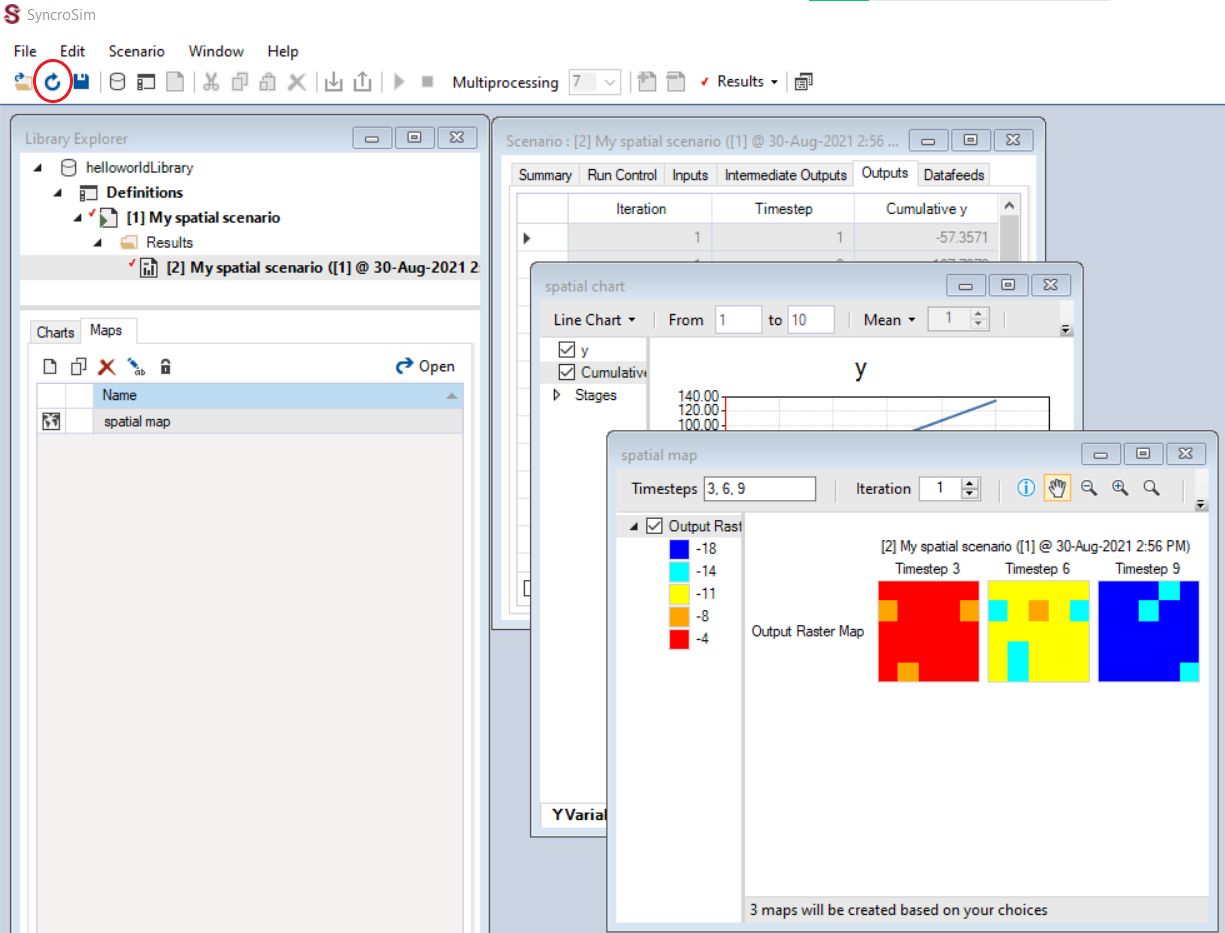 SyncroSim
File Edit Scenario Window Help
Multiprocessing 7 Results
Library Explorer
helloworldLibrary
Definitions
[1] My spatial scenario
Results
[2] My spatial scenario ([1] @ 30-Aug-2021 2:5
Charts Maps
Open
Name
spatial map
Scenario : [2] My spatial scenario ([1] @ 30-Aug-2021 2:56 ...
Summary Run Control Inputs Intermediate Outputs Outputs Datafeeds
Iteration Timestep Cumulative y
1 1 -57.3571
spatial chart
Line Chart From 1 to 10 Mean 1
y
Cumulative
Stages
y
140.00
120.00
100.00
Y Varial
spatial map
Timesteps 3, 6, 9 Iteration 1
Output Rast
-18
-14
-11
-8
-4
[2] My spatial scenario ([1] @ 30-Aug-2021 2:56 PM)
Timestep 3 Timestep 6 Timestep 9
Output Raster Map
3 maps will be created based on your choices